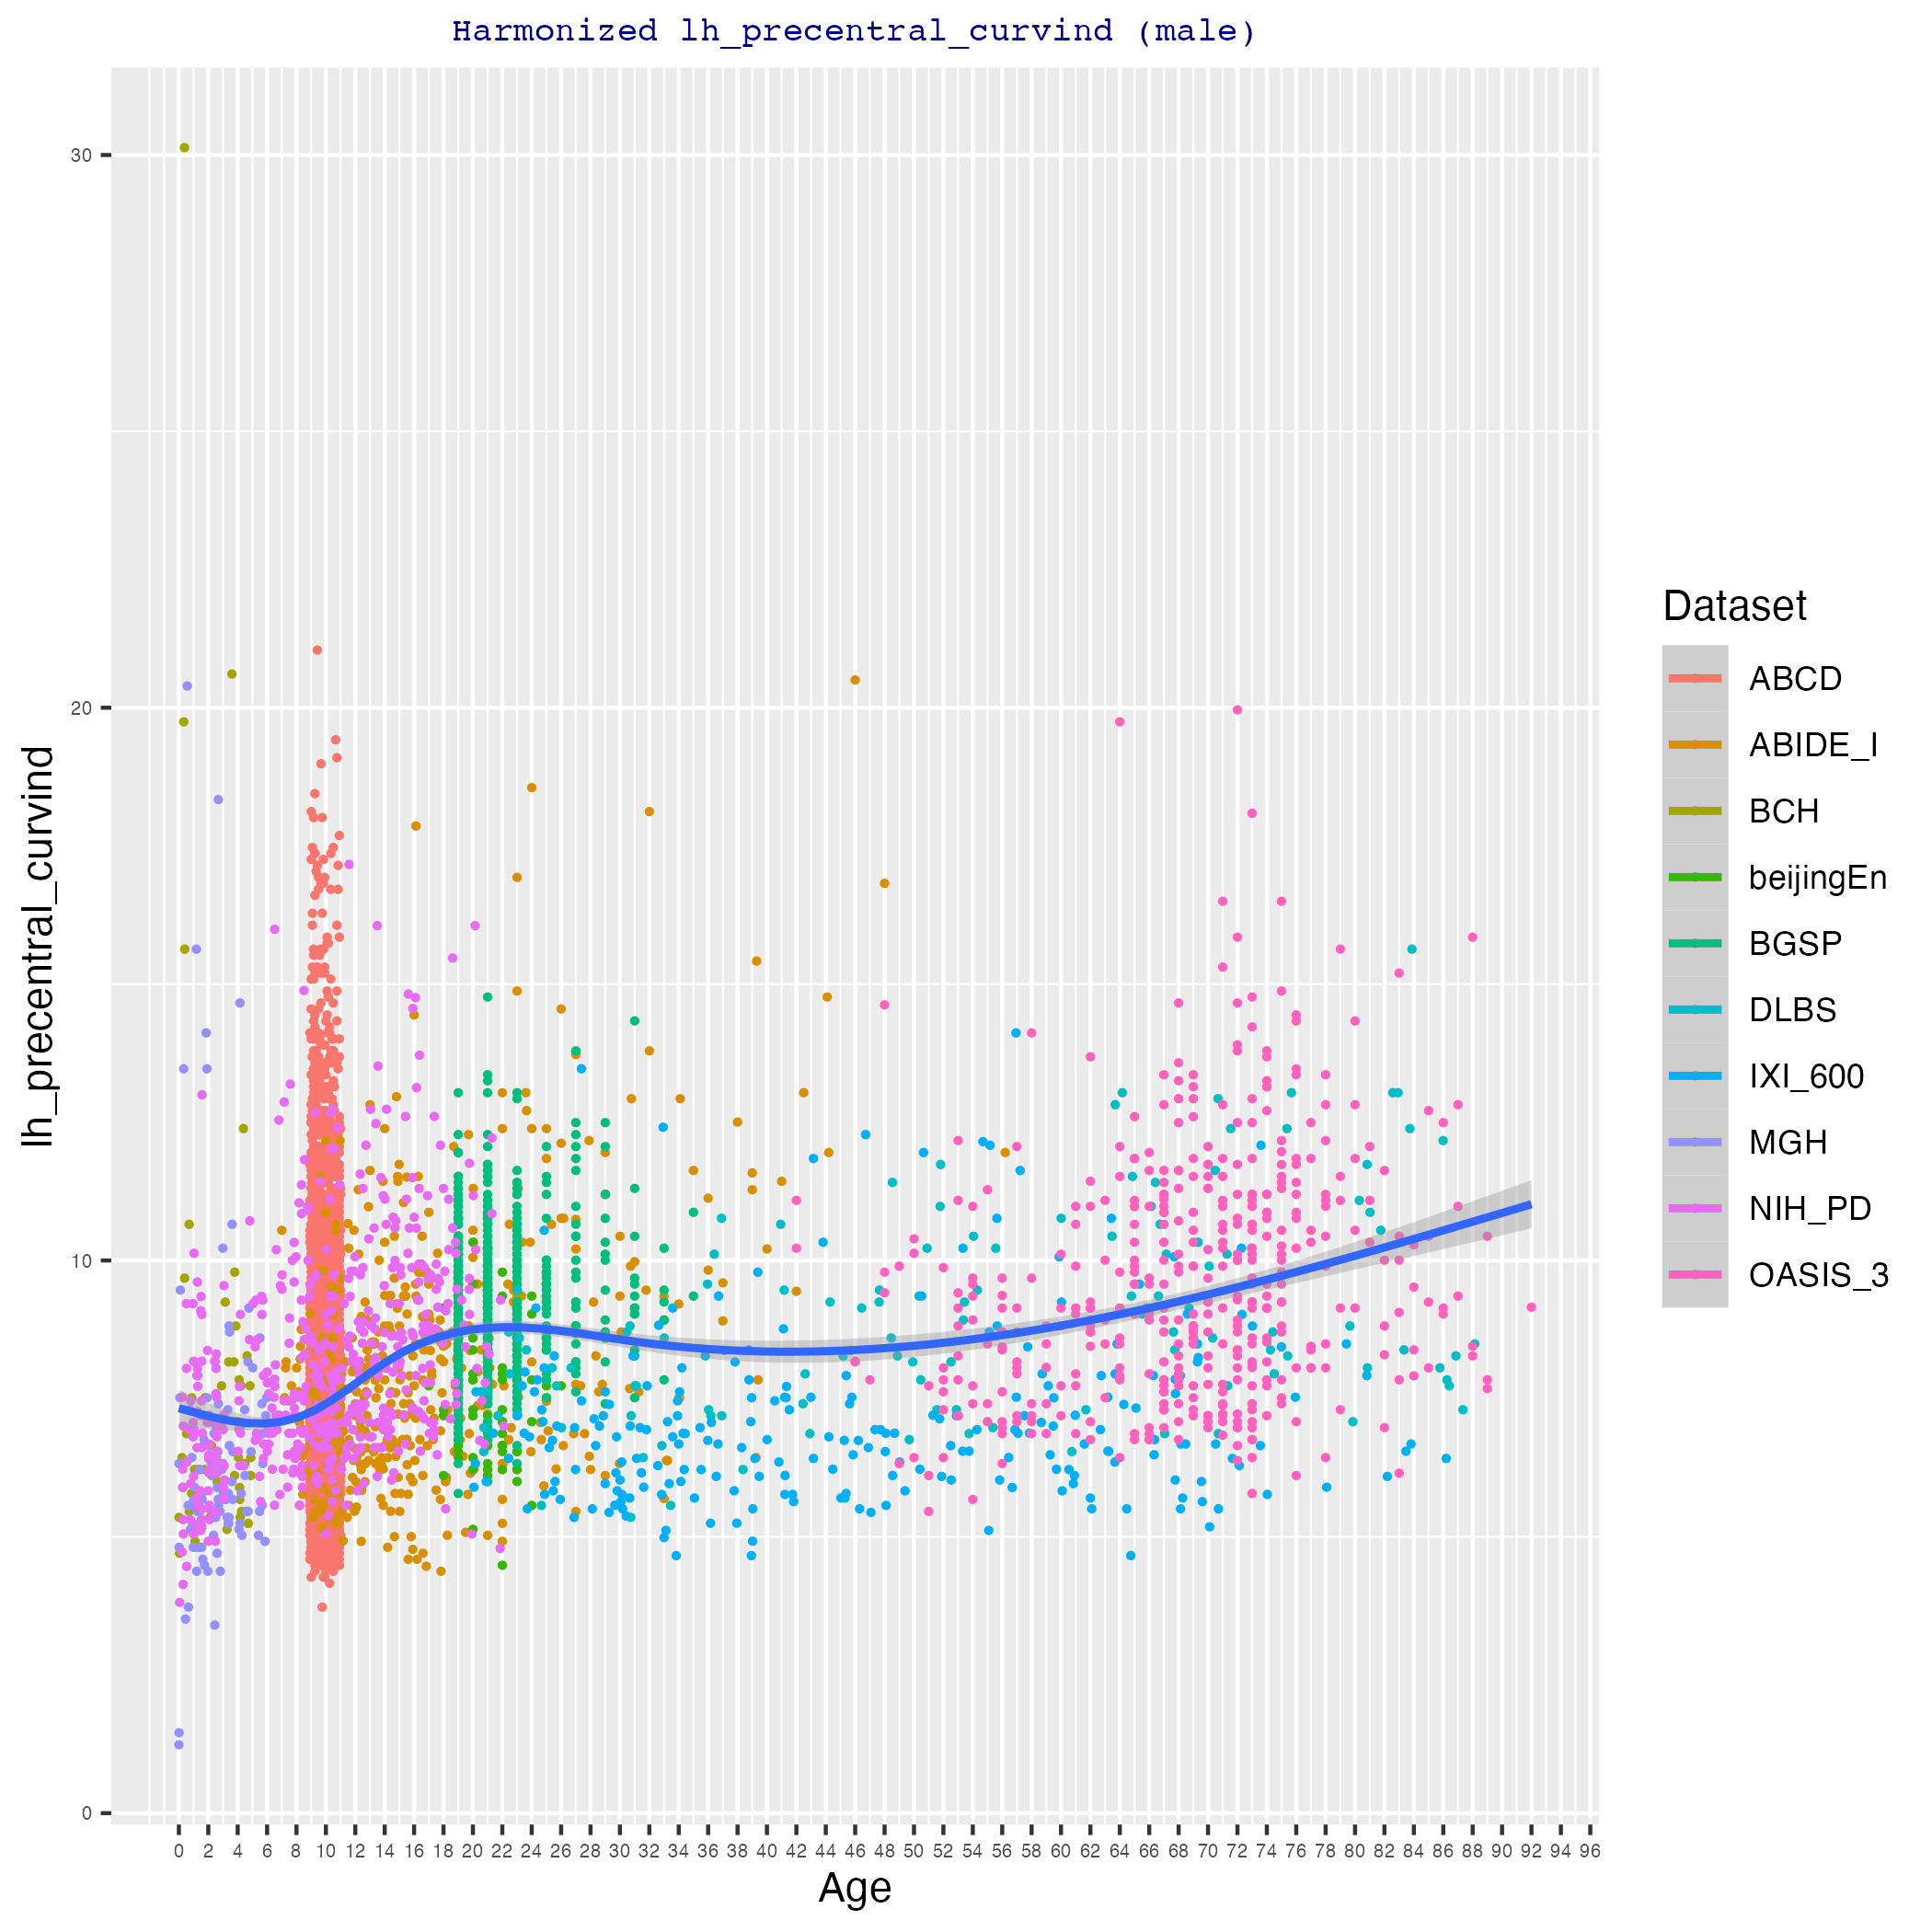 Harmonized lh_precentral_curvind (male)
lh_precentral_curvind
30
20
10
0
0 2 4 6 8 10 12 14 16 18 20 22 24 26 28 30 32 34 36 38 40 42 44 46 48 50 52 54 56 58 60 62 64 66 68 70 72 74 76 78 80 82 84 86 88 90 92 94 96
Age
Dataset
ABCD
ABIDE_I
BCH
beijingEn
BGSP
DLBS
IXI_600
MGH
NIH_PD
OASIS_3